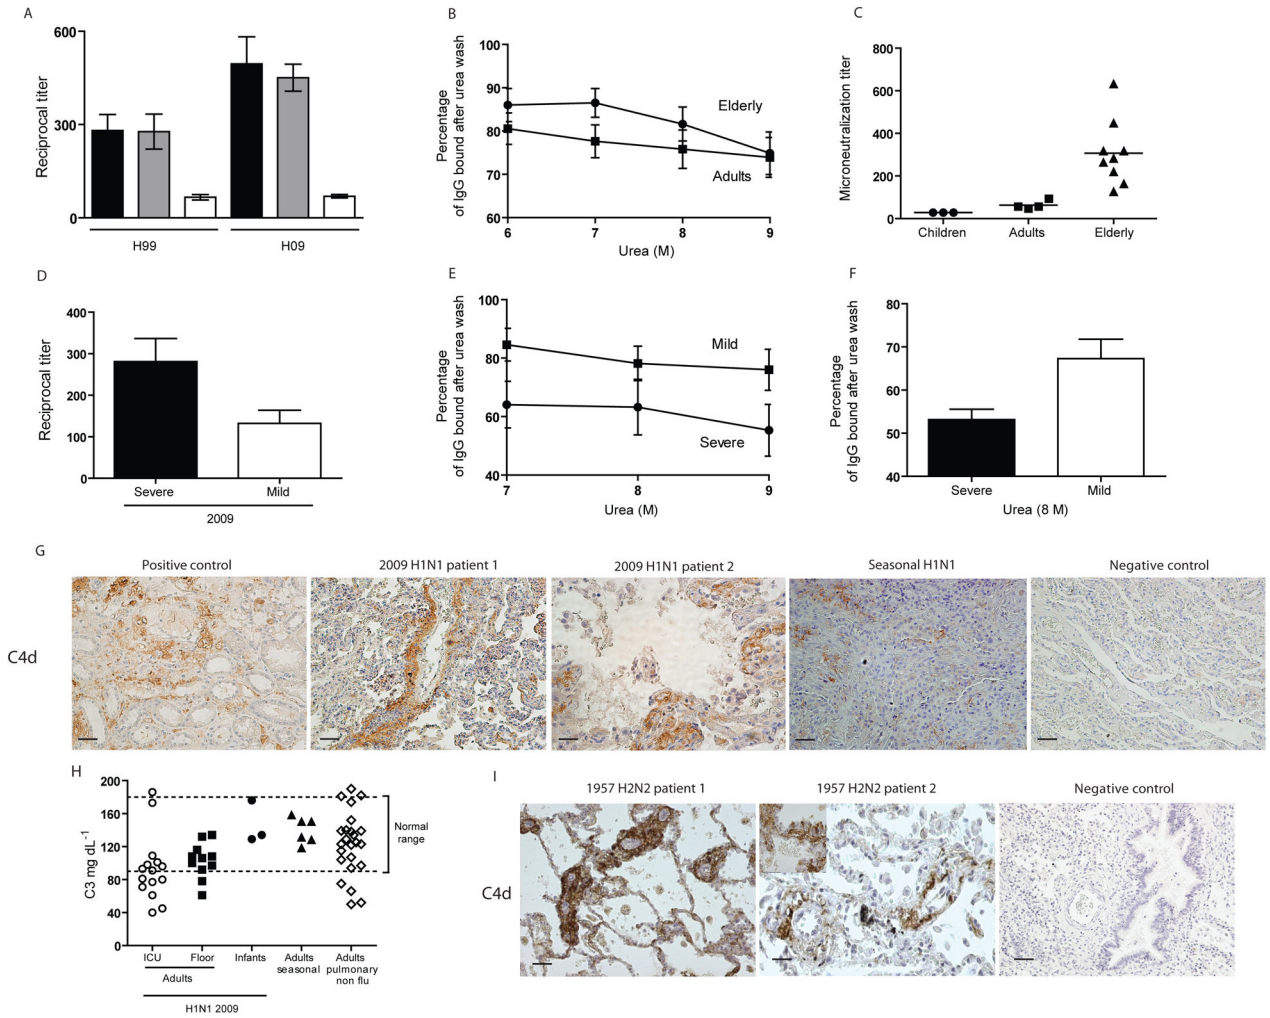 A
600
300
0
Reciprocal titer
H99
H09
B
100
90
80
70
60
Percentage
of IgG bound after urea wash
Elderly
Adults
6 7 8 9
Urea (M)
C
800
600
400
200
0
Microneutralization titer
Children Adults Elderly
D
400
300
200
100
0
Reciprocal titer
Severe Mild
2009
E
100
80
60
40
Percentage
of IgG bound after urea wash
Mild
Severe
7 8 9
Urea (M)
F
80
70
60
50
40
Percentage
of IgG bound after urea wash
Severe Mild
Urea (8 M)
G
Positive control 2009 H1N1 patient 1 2009 H1N1 patient 2 Seasonal H1N1 Negative control
C4d
H
200
160
120
80
40
0
C3 mg dL⁻¹
Normal
range
ICU Floor Infants Adults Adults
seasonal pulmonary
non flu
Adults
H1N1 2009
I
1957 H2N2 patient 1 1957 H2N2 patient 2 Negative control
C4d